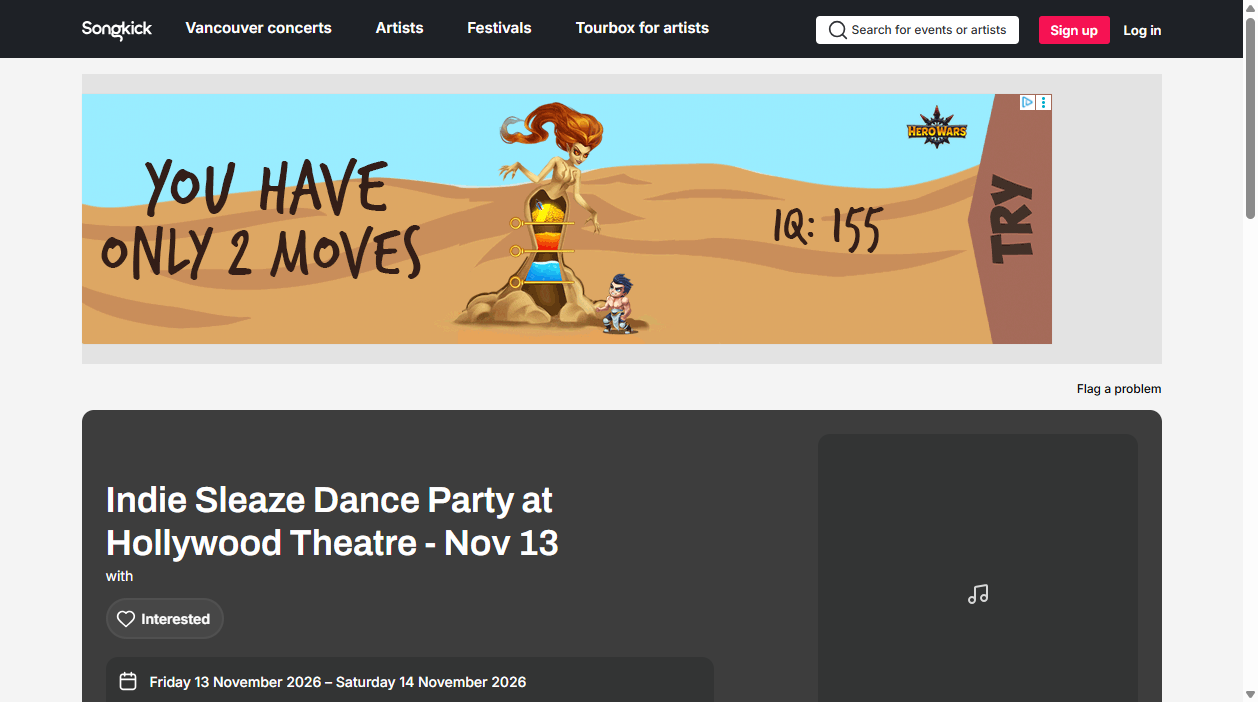 Songkick
Vancouver concerts
Artists
Festivals
Tourbox for artists
Search for events or artists
Sign up
Log in
YOU HAVE
ONLY 2 MOVES
HERO WARS
IQ: 155
TRY
Flag a problem
Indie Sleaze Dance Party at
Hollywood Theatre - Nov 13
with
Interested
Friday 13 November 2026 – Saturday 14 November 2026